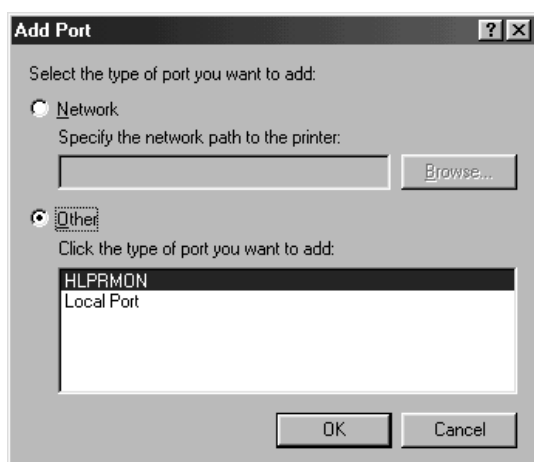 Add Port
Select the type of port you want to add:
Network
Specify the network path to the printer:
Browse...
Other
Click the type of port you want to add:
HLPRMON
Local Port
OK
Cancel